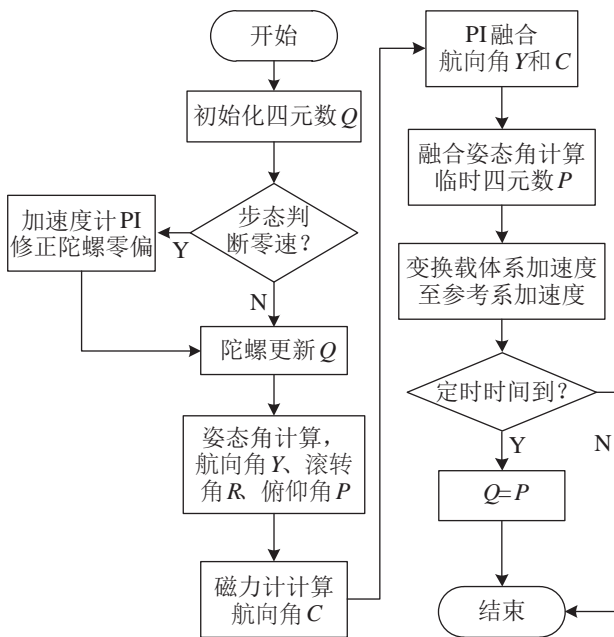 开始
初始化四元数Q
步态判
断零速?
Y
加速度计PI
修正陀螺零偏
N
陀螺更新Q
姿态角计算，
航向角Y、滚转
角R、俯仰角P
磁力计计算
航向角C
PI融合
航向角Y和C
融合姿态角计算
临时四元数P
变换载体系加速度
至参考系加速度
定时时间到?
Y
N
Q=P
结束